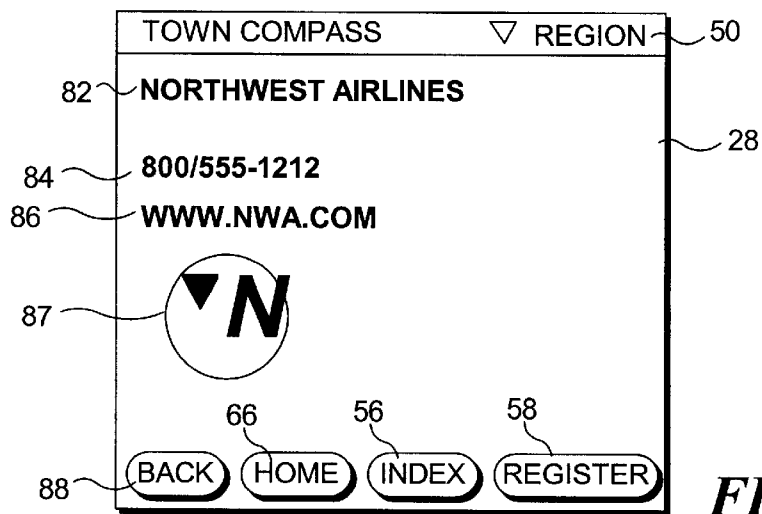 TOWN COMPASS ▽ REGION 50
82 NORTHWEST AIRLINES
28
84 800/555-1212
86 WWW.NWA.COM
87 N
66 56 58
88 BACK HOME INDEX REGISTER